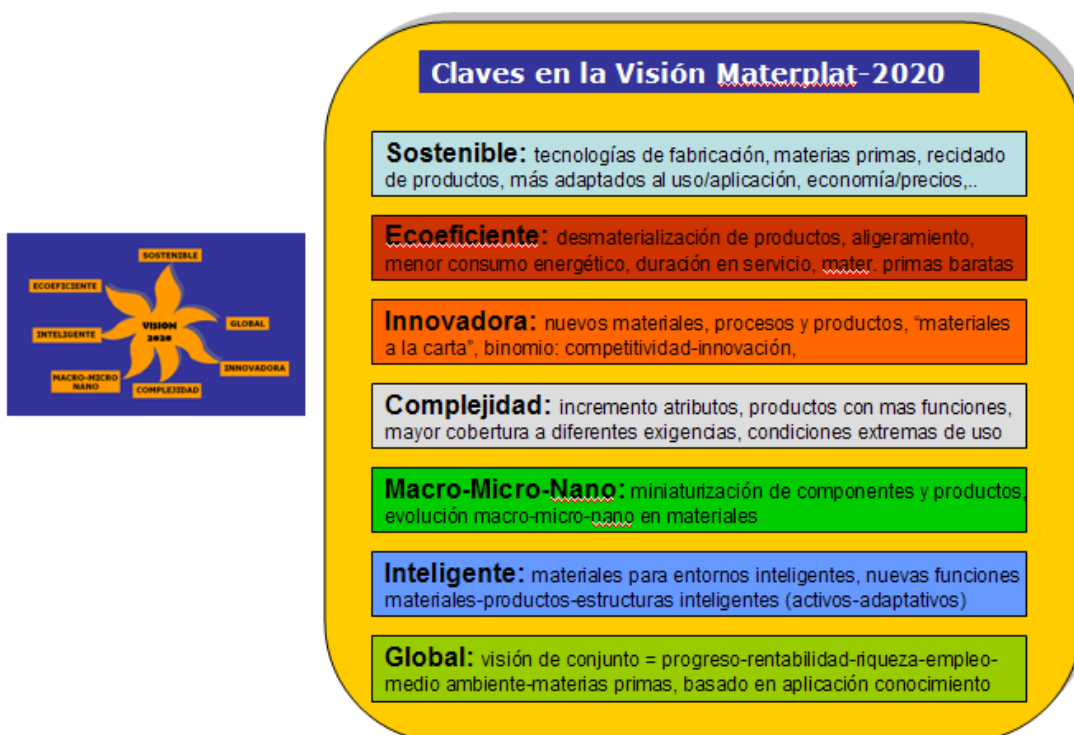 Claves en la Visión Materplat-2020
Sostenible: tecnologías de fabricación, materias primas, reciclado
de productos, más adaptados al uso/aplicación, economía/precios,..
Ecoeficiente: desmaterialización de productos, aligeramiento,
menor consumo energético, duración en servicio, mater. primas baratas
Innovadora: nuevos materiales, procesos y productos, “materiales
a la carta”, binomio: competitividad-innovación,
Complejidad: incremento atributos, productos con mas funciones,
mayor cobertura a diferentes exigencias, condiciones extremas de uso
Macro-Micro-Nano: miniaturización de componentes y productos,
evolución macro-micro-nano en materiales
Inteligente: materiales para entornos inteligentes, nuevas funciones
materiales-productos-estructuras inteligentes (activos-adaptativos)
Global: visión de conjunto = progreso-rentabilidad-riqueza-empleo-
medio ambiente-materias primas, basado en aplicación conocimiento
SOSTENIBLE
ECOEFICIENTE
GLOBAL
VISION
2020
INTELIGENTE
INNOVADORA
MACRO-MICRO
NANO
COMPLEJIDAD